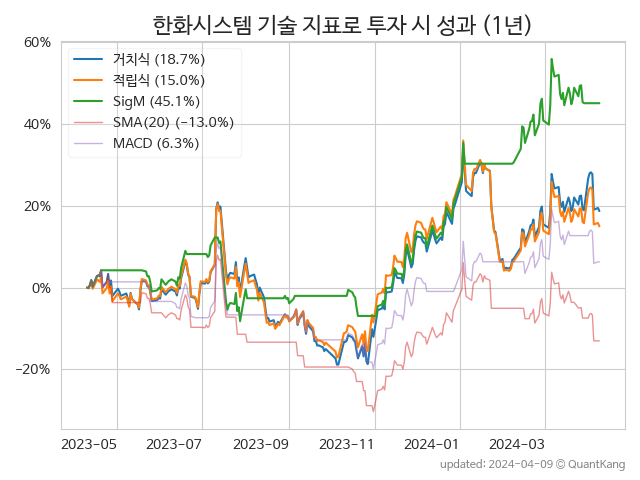 한화시스템 기술 지표로 투자 시 성과 (1년)
60%
40%
20%
0%
−20%
거치식 (18.7%)
적립식 (15.0%)
SigM (45.1%)
SMA(20) (−13.0%)
MACD (6.3%)
2023-05
2023-07
2023-09
2023-11
2024-01
2024-03
updated: 2024-04-09 © QuantKang